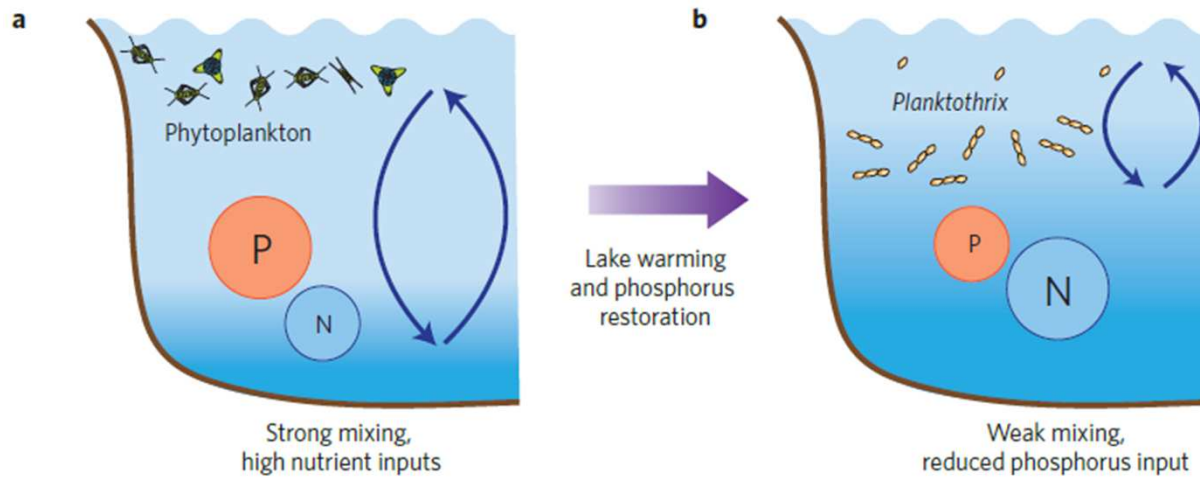 a
Phytoplankton
P
N
Strong mixing,
high nutrient inputs
Lake warming
and phosphorus
restoration
b
Planktothrix
P
N
Weak mixing,
reduced phosphorus input